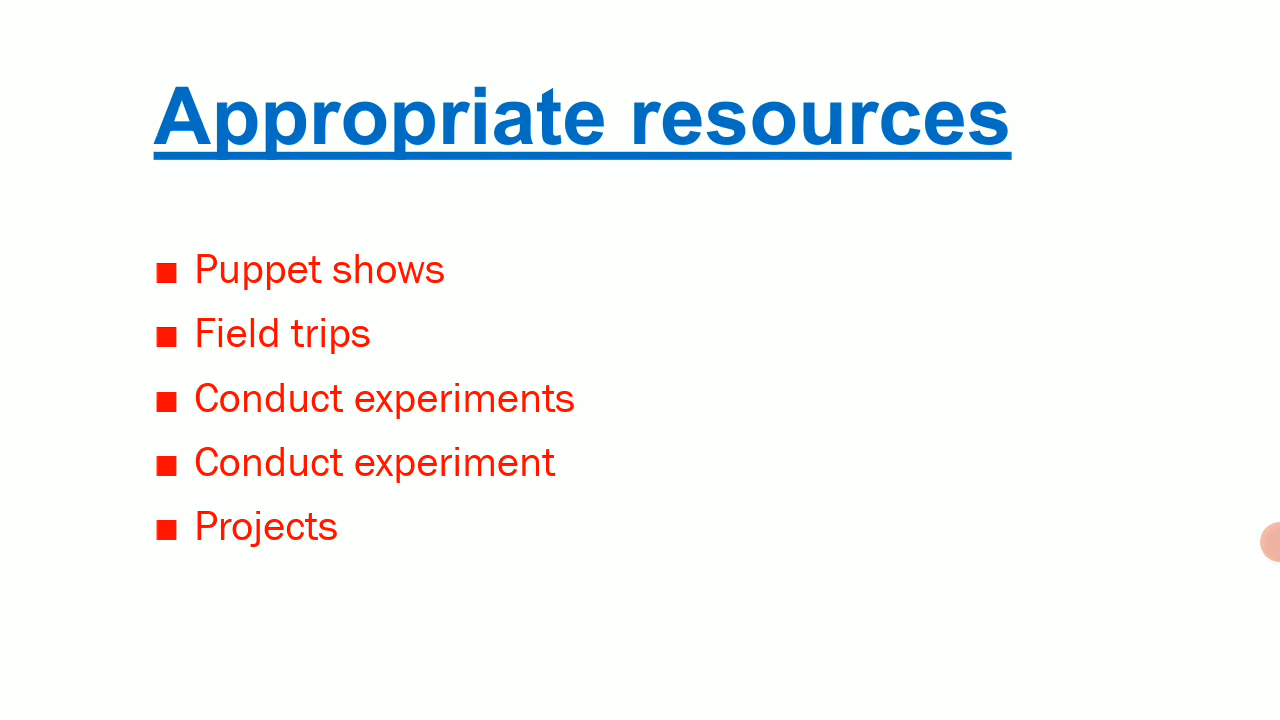 Appropriate resources
■ Puppet shows
■ Field trips
■ Conduct experiments
■ Conduct experiment
■ Projects